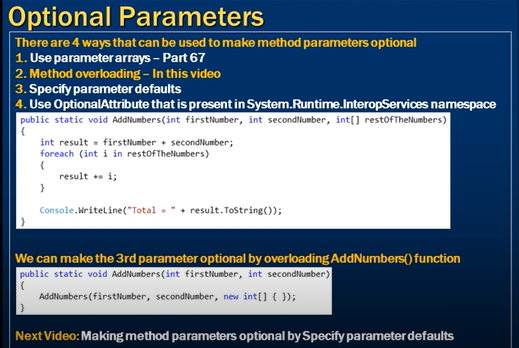 Optional Parameters
There are 4 ways that can be used to make method parameters optional
1. Use parameter arrays – Part 67
2. Method overloading – In this video
3. Specify parameter defaults
4. Use OptionalAttribute that is present in System.Runtime.InteropServices namespace
public static void AddNumbers(int firstNumber, int secondNumber, int[] restOfTheNumbers)
{
int result = firstNumber + secondNumber;
foreach (int i in restOfTheNumbers)
{
result += i;
}
Console.WriteLine("Total = " + result.ToString());
}
We can make the 3rd parameter optional by overloading AddNumbers() function
public static void AddNumbers(int firstNumber, int secondNumber)
{
AddNumbers(firstNumber, secondNumber, new int[] { });
}
Next Video: Making method parameters optional by Specify parameter defaults